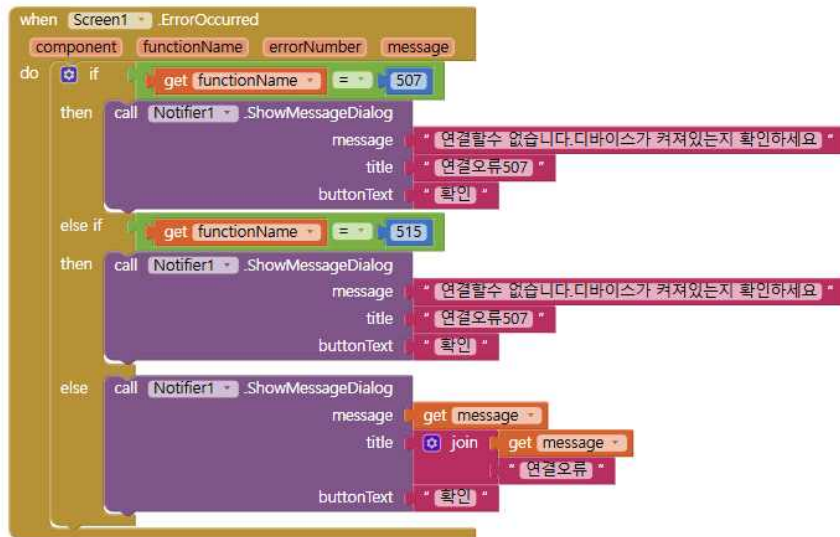 when Screen1 .ErrorOccurred
component functionName errorNumber message
do if get functionName = 507
then call Notifier1 .ShowMessageDialog
message " 연결할수 없습니다.디바이스가 켜져있는지 확인하세요 "
title " 연결오류507 "
buttonText " 확인 "
else if get functionName = 515
then call Notifier1 .ShowMessageDialog
message " 연결할수 없습니다.디바이스가 켜져있는지 확인하세요 "
title " 연결오류507 "
buttonText " 확인 "
else call Notifier1 .ShowMessageDialog
message get message
title join get message
" 연결오류 "
buttonText " 확인 "